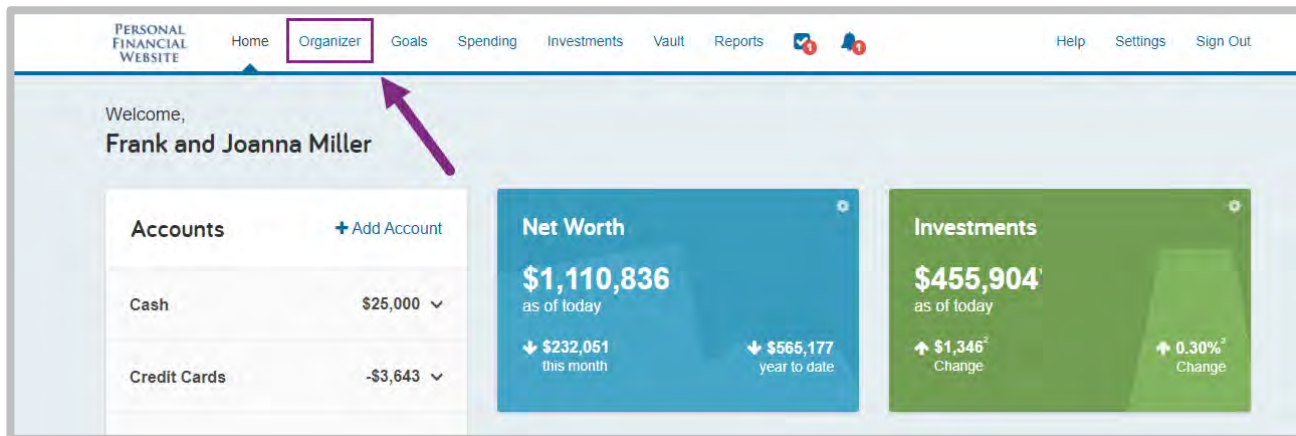 PERSONAL
FINANCIAL
WEBSITE
Home Organizer Goals Spending Investments Vault Reports 1 1 Help Settings Sign Out
Welcome,
Frank and Joanna Miller
Accounts + Add Account
Cash $25,000
Credit Cards -$3,643
Net Worth
$1,110,836
as of today
$232,051 $565,177
this month year to date
Investments
$455,904¹
as of today
$1,346² 0.30%²
Change Change